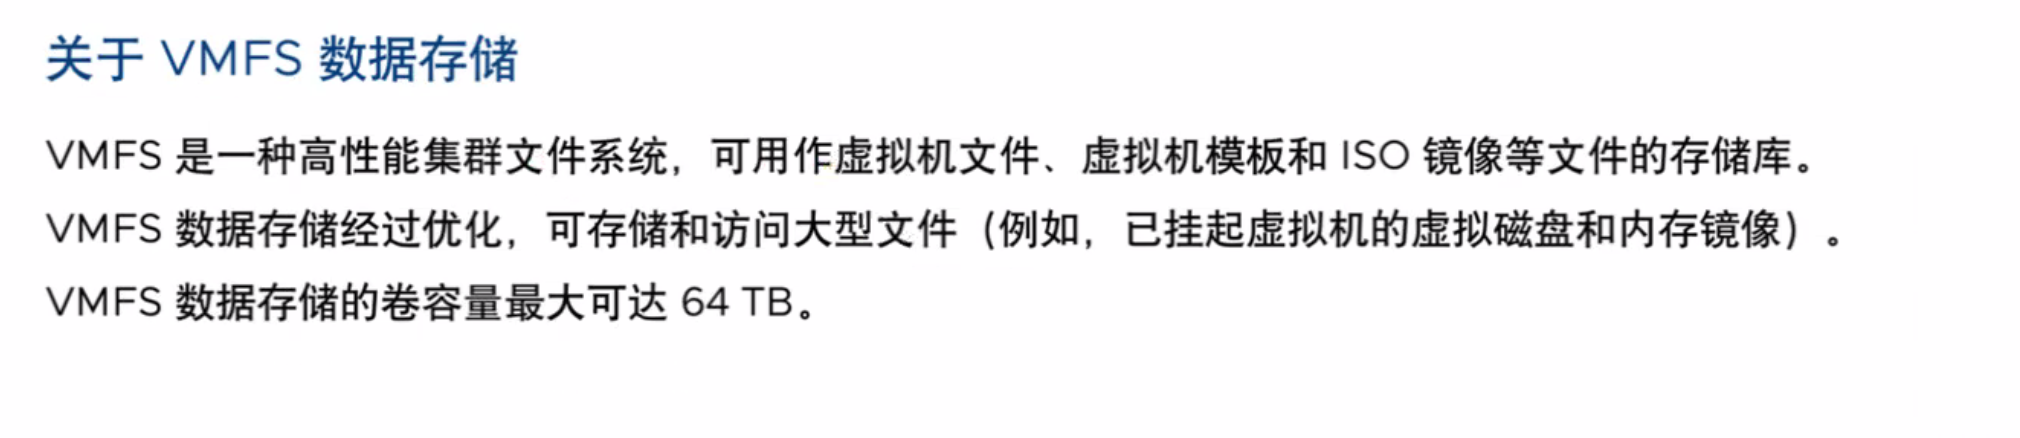 关于 VMFS 数据存储
VMFS 是一种高性能集群文件系统，可用作虚拟机文件、虚拟机模板和 ISO 镜像等文件的存储库。
VMFS 数据存储经过优化，可存储和访问大型文件（例如，已挂起虚拟机的虚拟磁盘和内存镜像）。
VMFS 数据存储的卷容量最大可达 64 TB。